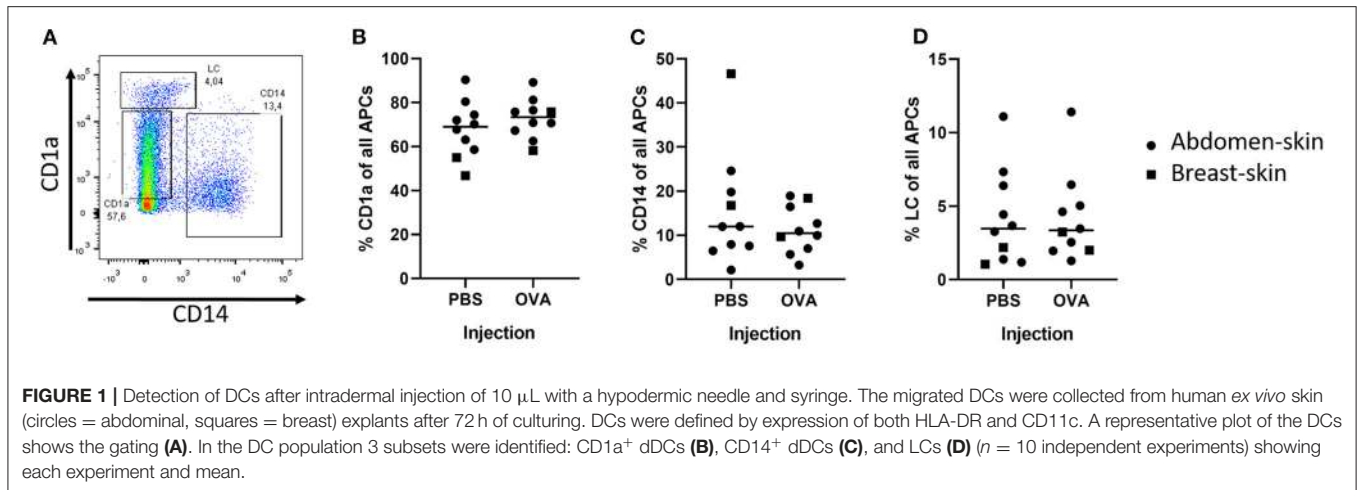 A
B
C
D
LC
4,04
CD14
13,4
CD1a
57,6
CD1a
10^5
10^4
10^3
0
10^3
-10^3
0
10^3
10^4
10^5
CD14
% CD1a of all APCs
100
80
60
40
20
0
PBS OVA
Injection
% CD14 of all APCs
50
40
30
20
10
0
PBS OVA
Injection
% LC of all APCs
15
10
5
0
PBS OVA
Injection
Abdomen-skin
Breast-skin
FIGURE 1 | Detection of DCs after intradermal injection of 10 μL with a hypodermic needle and syringe. The migrated DCs were collected from human ex vivo skin
(circles = abdominal, squares = breast) explants after 72 h of culturing. DCs were defined by expression of both HLA-DR and CD11c. A representative plot of the DCs
shows the gating (A). In the DC population 3 subsets were identified: CD1a+ dDCs (B), CD14+ dDCs (C), and LCs (D) (n = 10 independent experiments) showing
each experiment and mean.